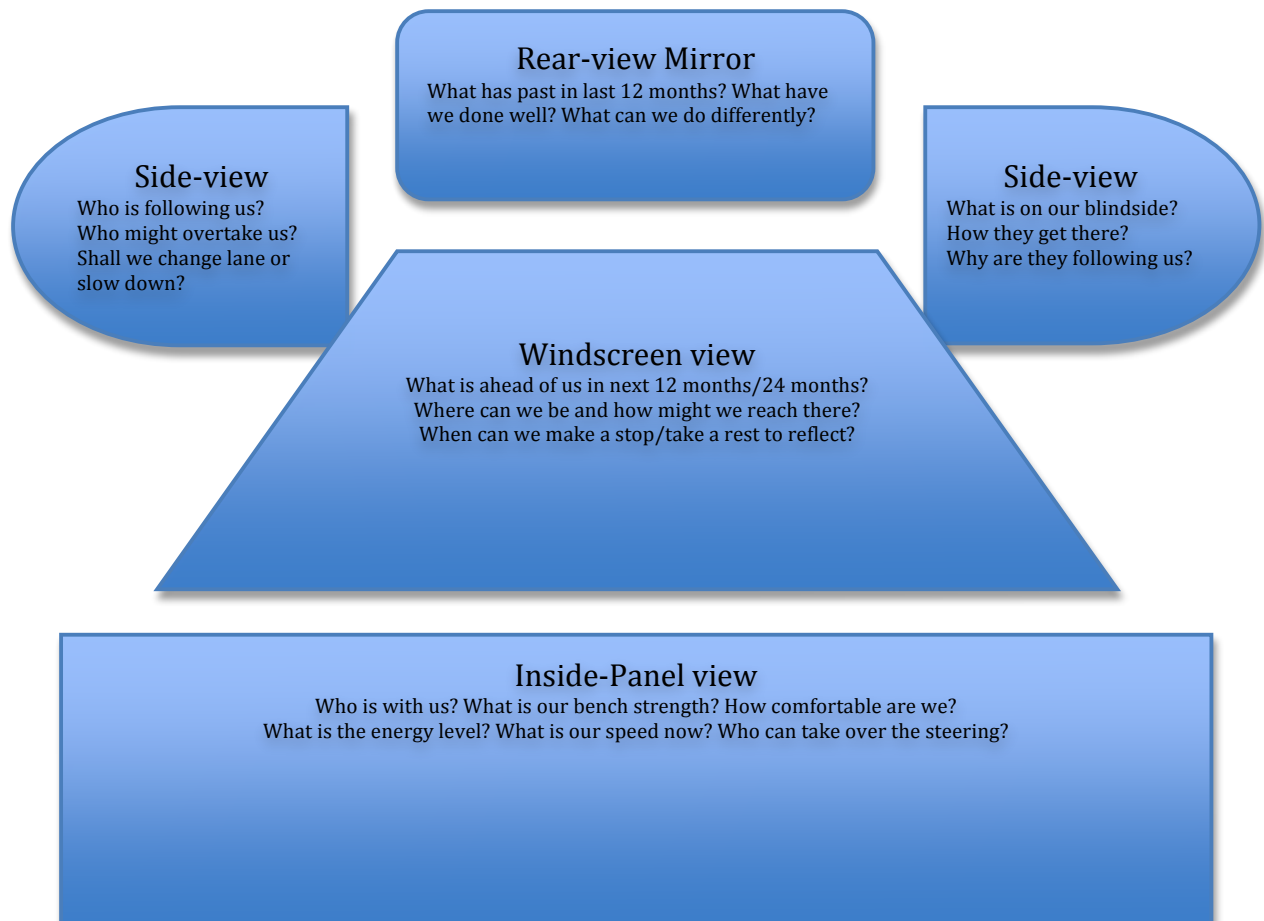 Rear-view Mirror
What has past in last 12 months? What have
we done well? What can we do differently?
Side-view
Who is following us?
Who might overtake us?
Shall we change lane or
slow down?
Side-view
What is on our blindside?
How they get there?
Why are they following us?
Windscreen view
What is ahead of us in next 12 months/24 months?
Where can we be and how might we reach there?
When can we make a stop/take a rest to reflect?
Inside-Panel view
Who is with us? What is our bench strength? How comfortable are we?
What is the energy level? What is our speed now? Who can take over the steering?